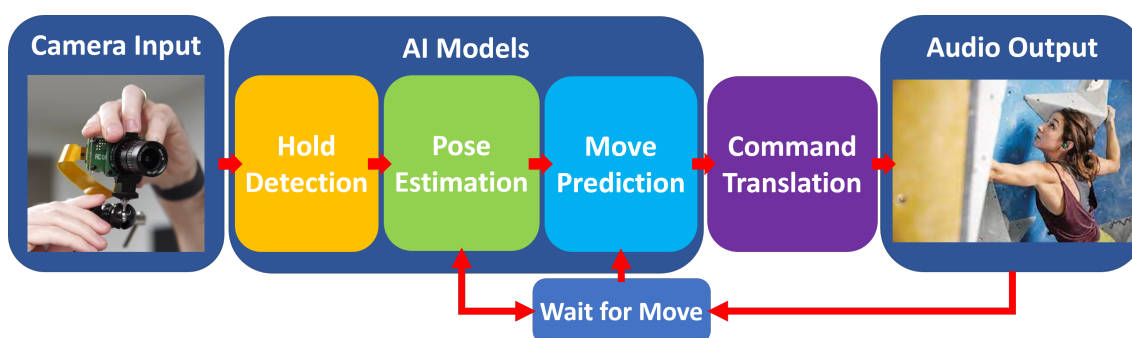 Camera Input
AI Models
Audio Output
Hold
Detection
Pose
Estimation
Move
Prediction
Command
Translation
Wait for Move